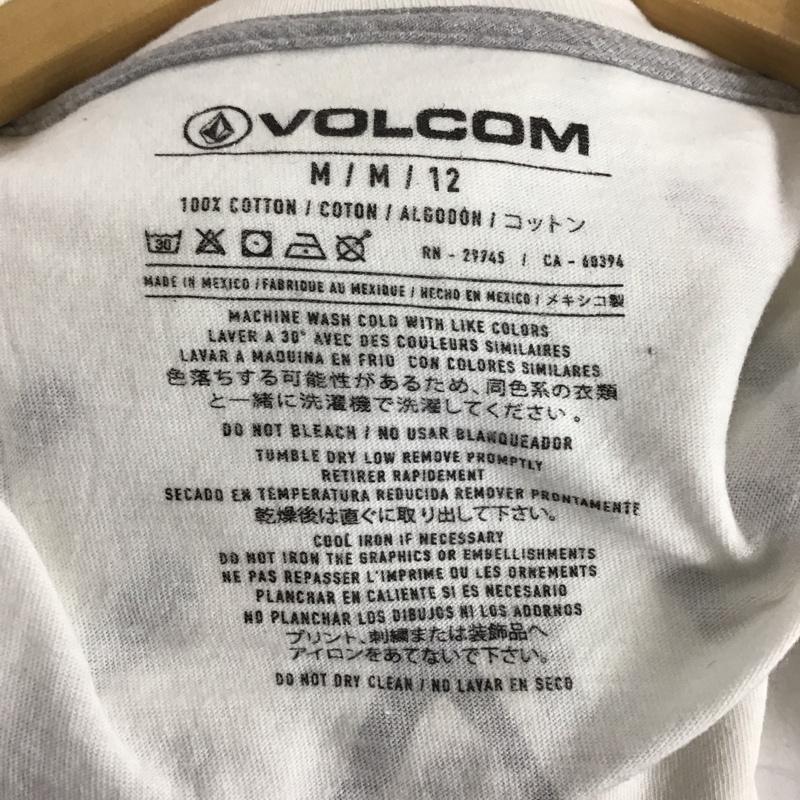 VOLCOM
M / M / 12
100% COTTON / COTON / ALGODÓN / コットン
30 RN - 29745 / CA - 60394
MADE IN MEXICO / FABRIQUE AU MEXIQUE / HECHO EN MEXICO / メキシコ製
MACHINE WASH COLD WITH LIKE COLORS
LAVER A 30° AVEC DES COULEURS SIMILAIRES
LAVAR A MAQUINA EN FRIO CON COLORES SIMILARES
色落ちする可能性があるため、同色系の衣類
と一緒に洗濯機で洗濯してください。
DO NOT BLEACH / NO USAR BLANQUEADOR
TUMBLE DRY LOW REMOVE PROMPTLY
RETIRER RAPIDEMENT
SECADO EN TEMPERATURA REDUCIDA REMOVER PRONTAMENTE
乾燥後は直ぐに取り出して下さい。
COOL IRON IF NECESSARY
DO NOT IRON THE GRAPHICS OR EMBELLISHMENTS
NE PAS REPASSER L'IMPRIME OU LES ORNEMENTS
PLANCHAR EN CALIENTE SI ES NECESARIO
NO PLANCHAR LOS DIBUJOS NI LOS ADORNOS
プリント、刺繍または装飾品へ
アイロンをあてないで下さい。
DO NOT DRY CLEAN / NO LAVAR EN SECO